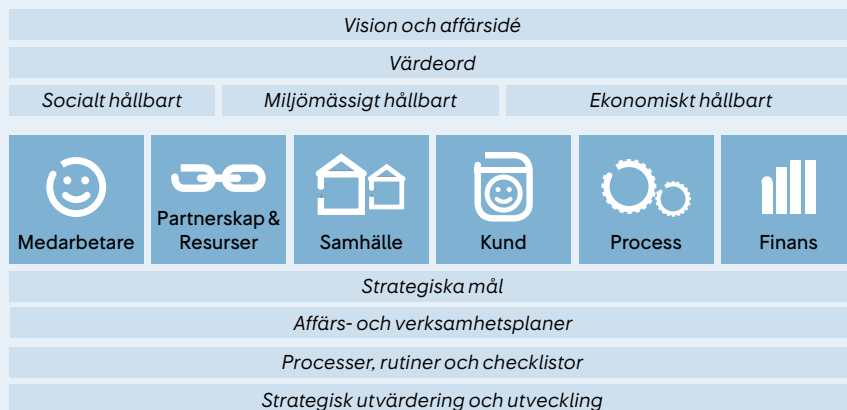 Vision och affärsidé
Värdeord
Socialt hållbart
Miljömässigt hållbart
Ekonomiskt hållbart
Medarbetare
Partnerskap &
Resurser
Samhälle
Kund
Process
Finans
Strategiska mål
Affärs- och verksamhetsplaner
Processer, rutiner och checklistor
Strategisk utvärdering och utveckling